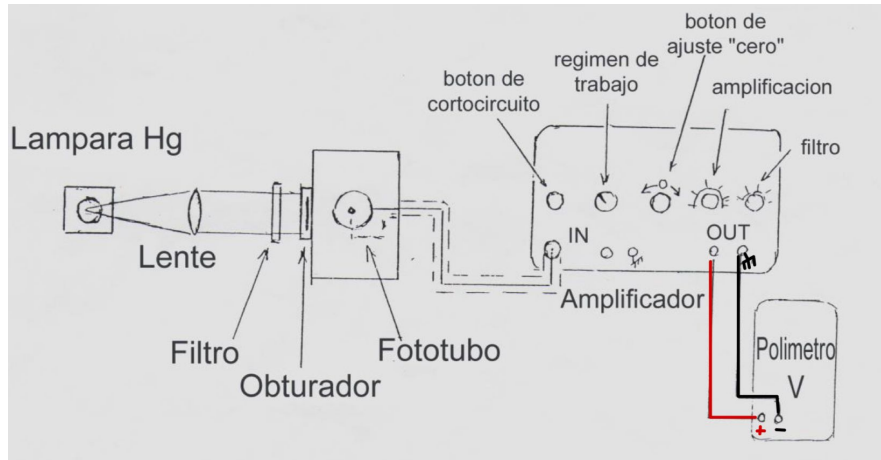 boton de
ajuste "cero"
regimen de
trabajo
boton de
cortocircuito
amplificacion
filtro
Lampara Hg
IN
OUT
Lente
Amplificador
Filtro
Obturador
Fototubo
Polimetro
V
+
-